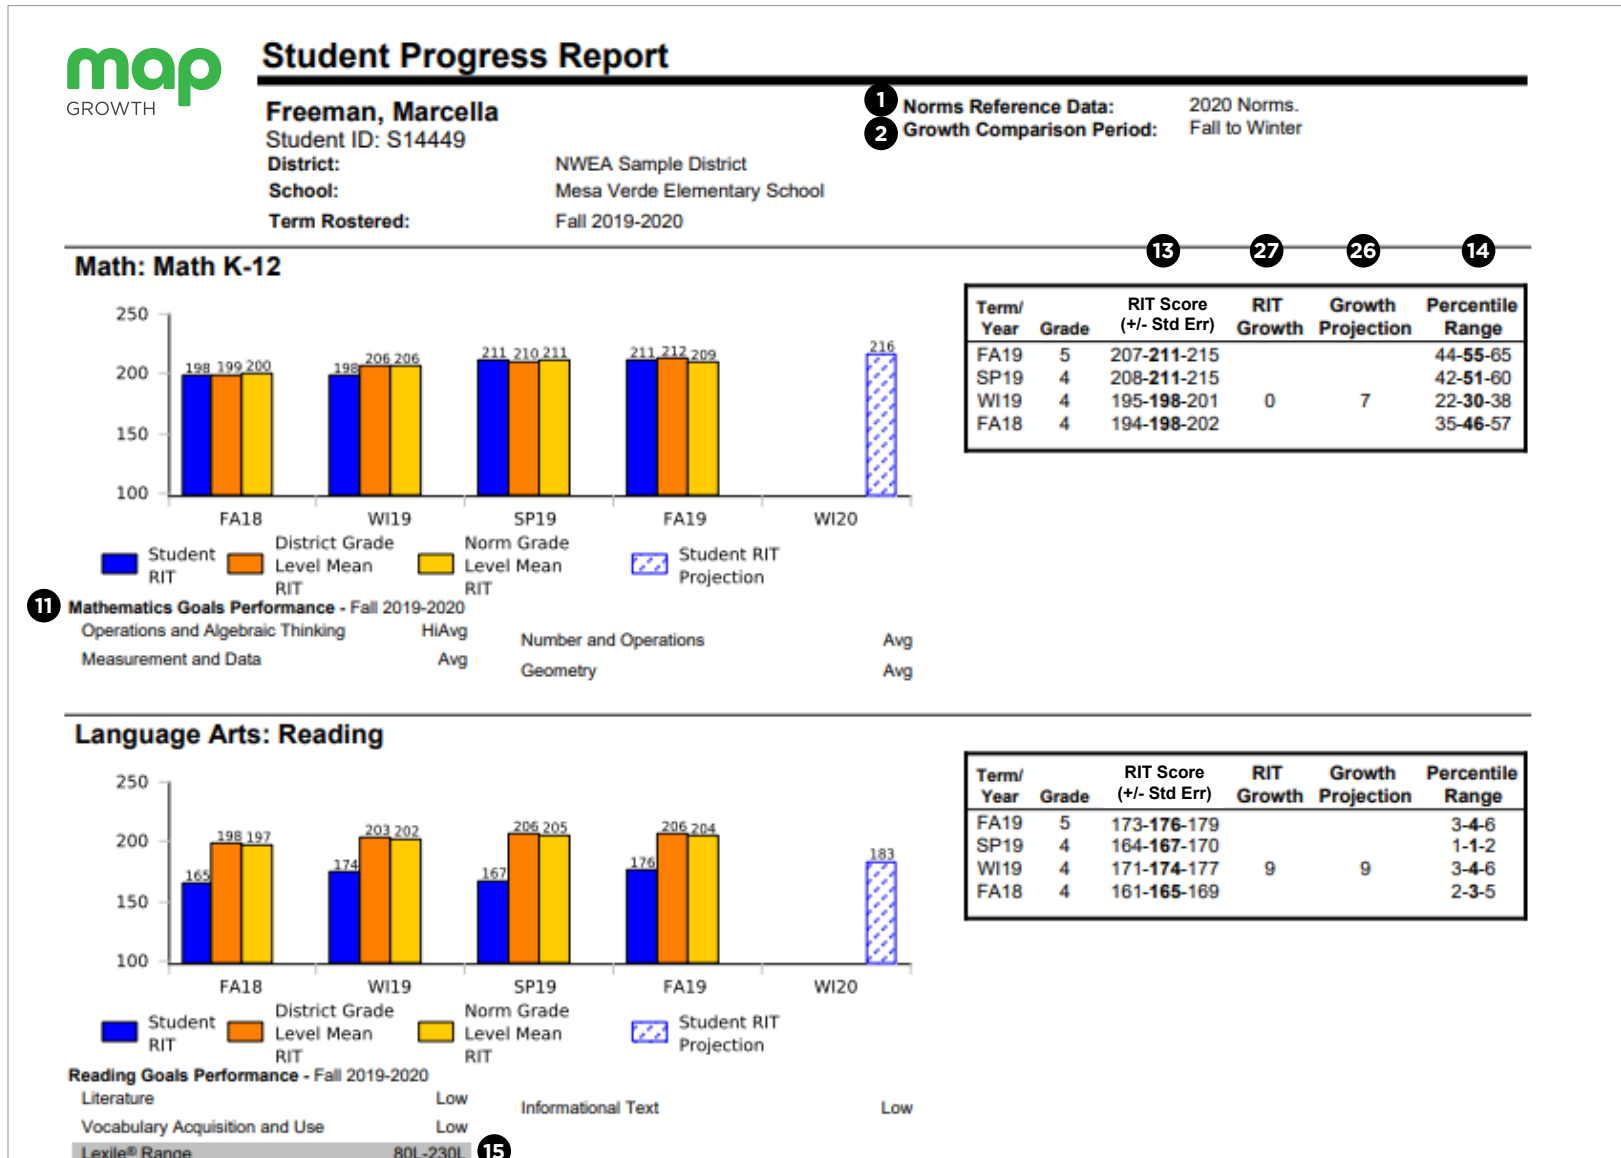 map
GROWTH
Student Progress Report
Freeman, Marcella
Student ID: S14449
District: NWEA Sample District
School: Mesa Verde Elementary School
Term Rostered: Fall 2019-2020
1 Norms Reference Data: 2020 Norms.
2 Growth Comparison Period: Fall to Winter
Math: Math K-12
250
200
150
100
198 199 200
198 206 206
211 210 211
211 212 209
216
FA18 WI19 SP19 FA19 WI20
Student RIT
District Grade Level Mean RIT
Norm Grade Level Mean RIT
Student RIT Projection
13 27 26 14
Term/ Year Grade RIT Score (+/- Std Err) RIT Growth Growth Projection Percentile Range
FA19 5 207-211-215 44-55-65
SP19 4 208-211-215 42-51-60
WI19 4 195-198-201 0 7 22-30-38
FA18 4 194-198-202 35-46-57
11 Mathematics Goals Performance - Fall 2019-2020
Operations and Algebraic Thinking HiAvg
Measurement and Data Avg
Number and Operations Avg
Geometry Avg
Language Arts: Reading
250
200
150
100
165 198 197
174 203 202
167 206 205
176 206 204
183
FA18 WI19 SP19 FA19 WI20
Student RIT
District Grade Level Mean RIT
Norm Grade Level Mean RIT
Student RIT Projection
Term/ Year Grade RIT Score (+/- Std Err) RIT Growth Growth Projection Percentile Range
FA19 5 173-176-179 3-4-6
SP19 4 164-167-170 1-1-2
WI19 4 171-174-177 9 9 3-4-6
FA18 4 161-165-169 2-3-5
Reading Goals Performance - Fall 2019-2020
Literature Low
Vocabulary Acquisition and Use Low
Informational Text Low
Lexile® Range 80L-230L 15